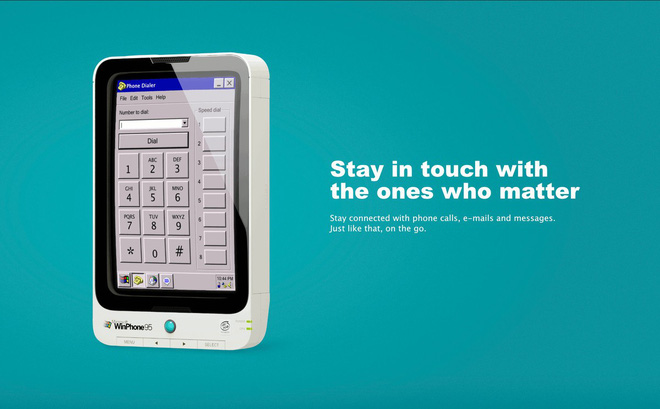 Phone Dialer
File Edit Tools Help
Number to dial:
Speed dial
Dial
1
2
3
4
5
6
7
8
1
ABC
2
DEF
3
GHI
4
JKL
5
MNO
6
PQRS
7
TUV
8
WXYZ
9
*
0
#
10:44 PM
WinPhone95
MENU
SELECT
Stay in touch with
the ones who matter
Stay connected with phone calls, e-mails and messages.
Just like that, on the go.